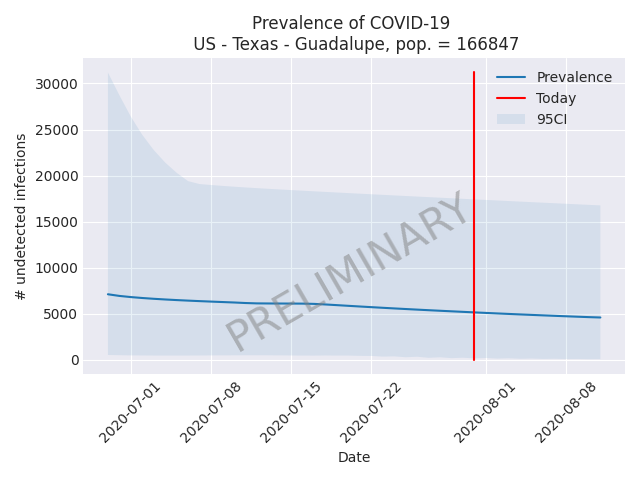 Prevalence of COVID-19
US - Texas - Guadalupe, pop. = 166847
30000
25000
20000
15000
10000
5000
0
# undetected infections
Prevalence
Today
95CI
PRELIMINARY
2020-07-01
2020-07-08
2020-07-15
2020-07-22
2020-08-01
2020-08-08
Date